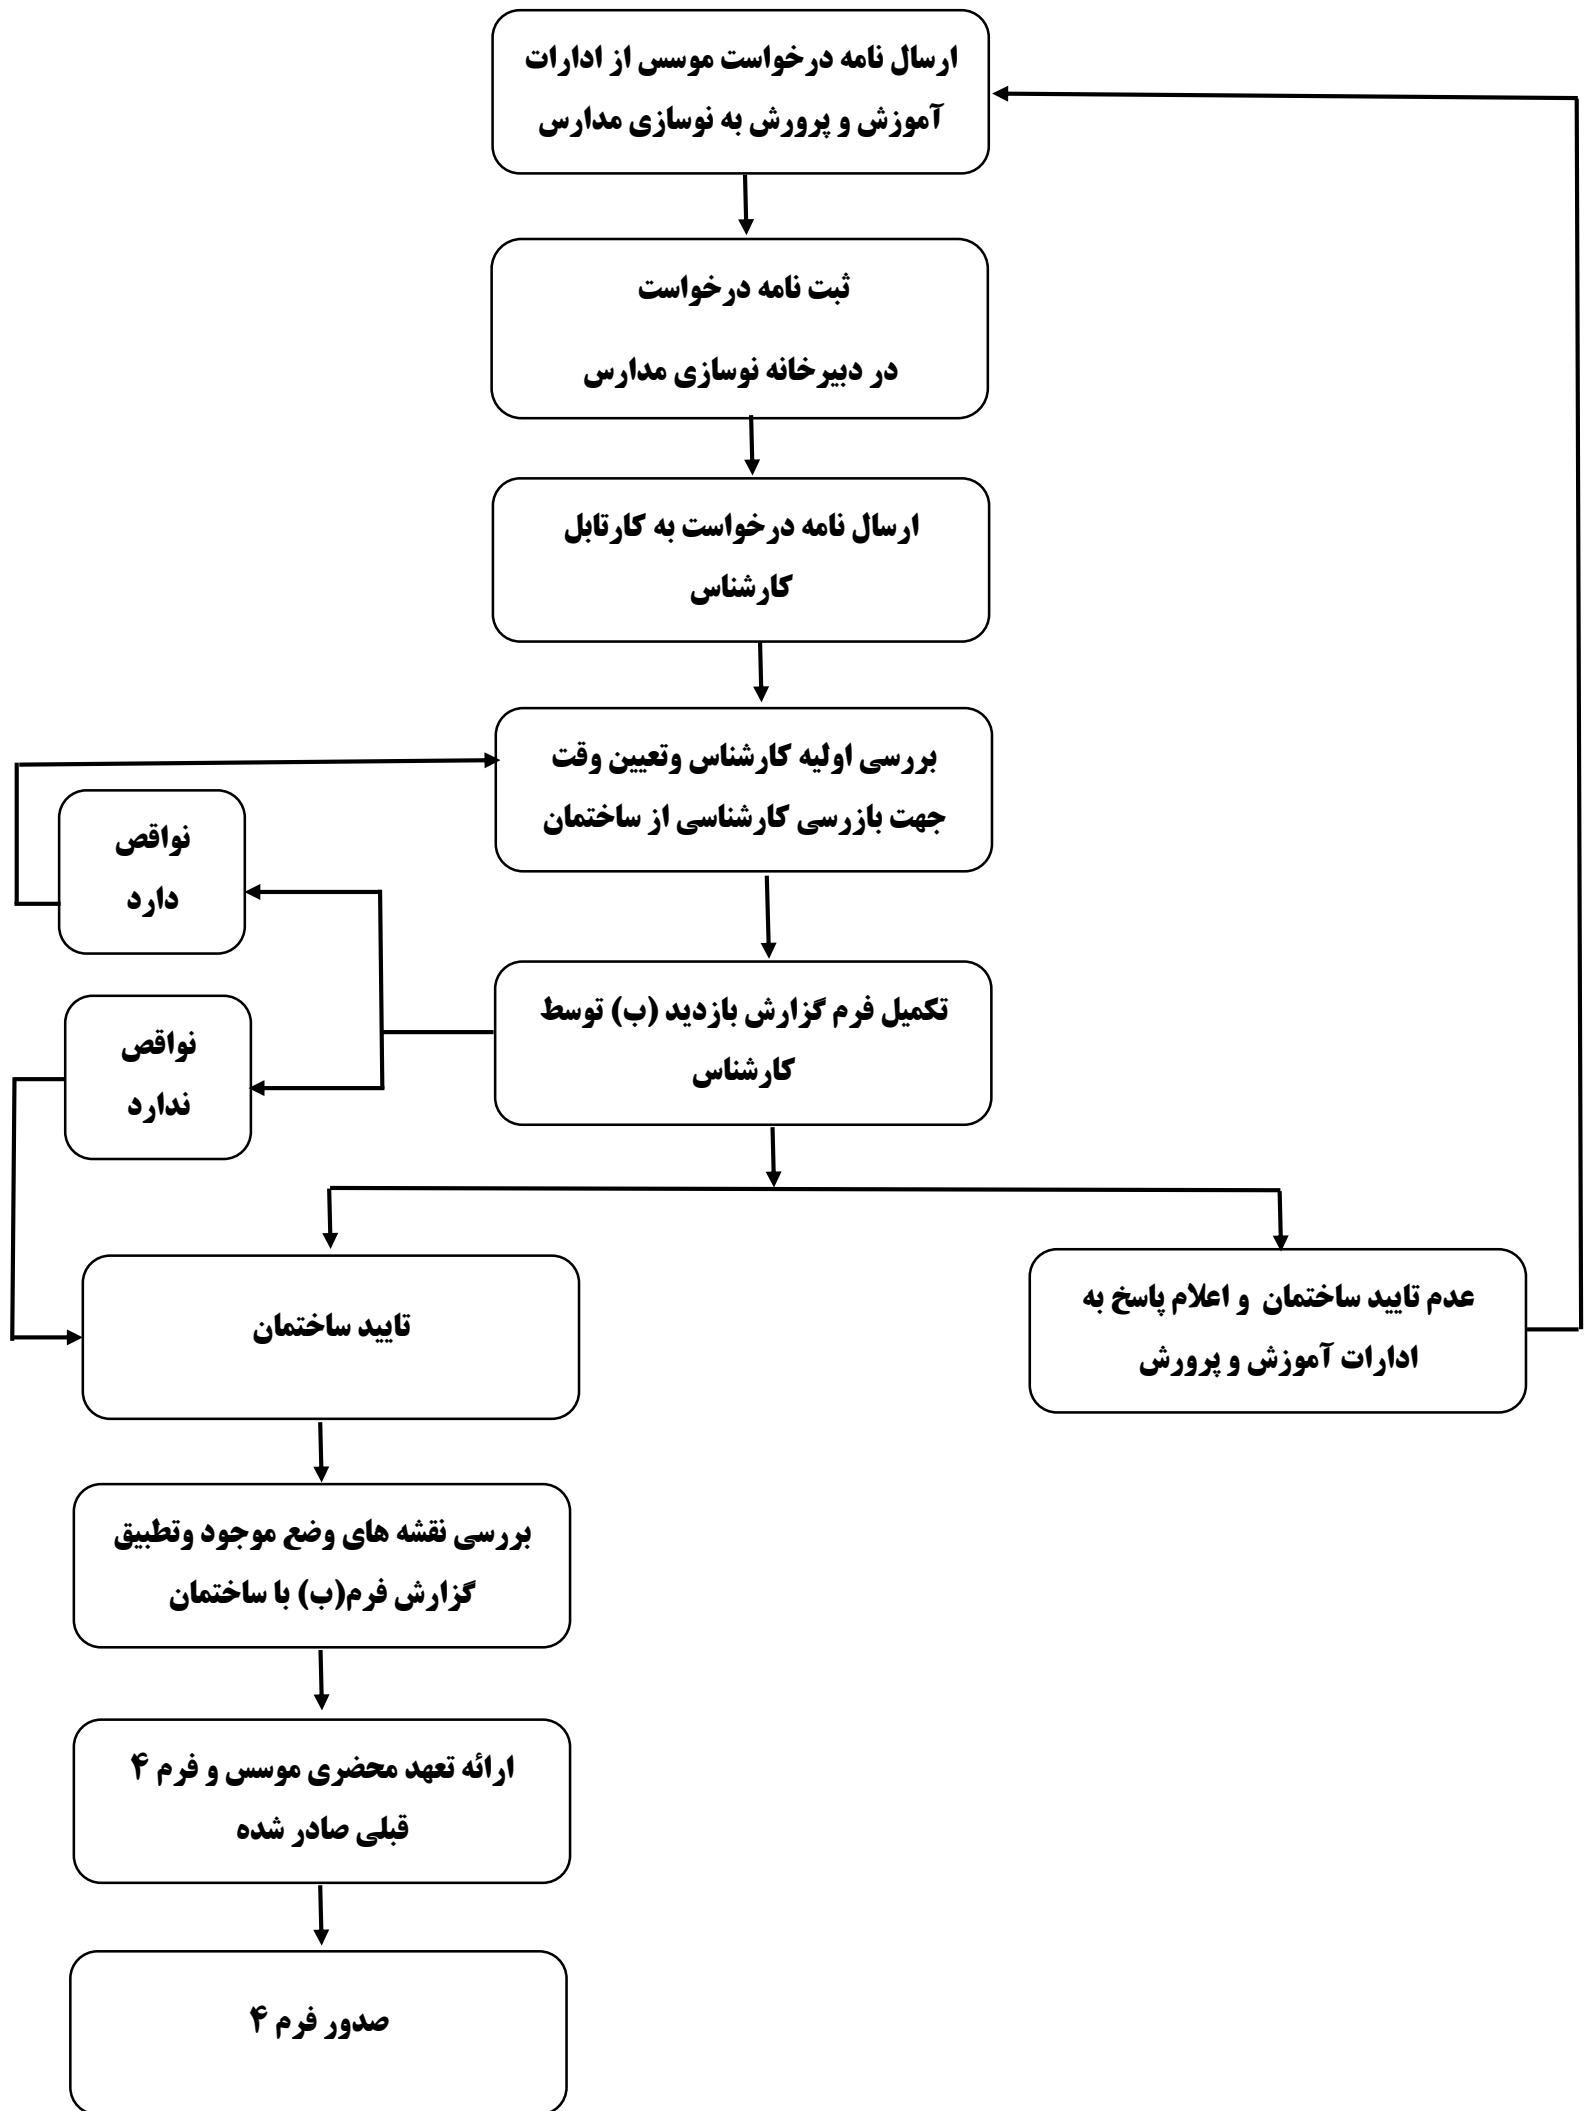 ارسال نامه درخواست موسس از ادارات
آموزش و پرورش به نوسازی مدارس
ثبت نامه درخواست
در دبیرخانه نوسازی مدارس
ارسال نامه درخواست به کارتابل
کارشناس
بررسی اولیه کارشناس وتعیین وقت
جهت بازرسی کارشناسی از ساختمان
نواقص
دارد
تکمیل فرم گزارش بازدید (ب) توسط
کارشناس
نواقص
ندارد
عدم تایید ساختمان و اعلام پاسخ به
ادارات آموزش و پرورش
تایید ساختمان
بررسی نقشه های وضع موجود وتطبیق
گزارش فرم(ب) با ساختمان
ارائه تعهد محضری موسس و فرم ۴
قبلی صادر شده
صدور فرم ۴